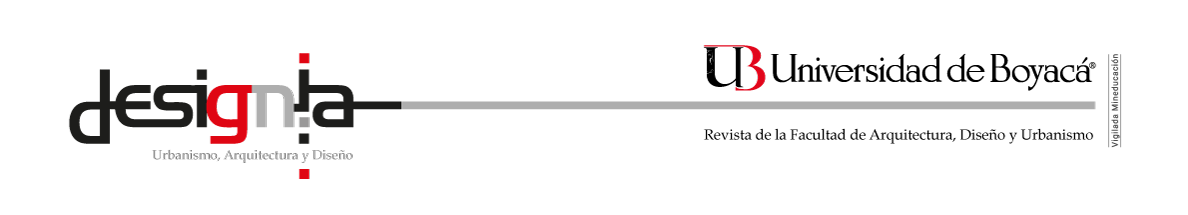 designia
Urbanismo, Arquitectura y Diseño
UB Universidad de Boyacá®
Revista de la Facultad de Arquitectura, Diseño y Urbanismo
Vigilada Mineducación